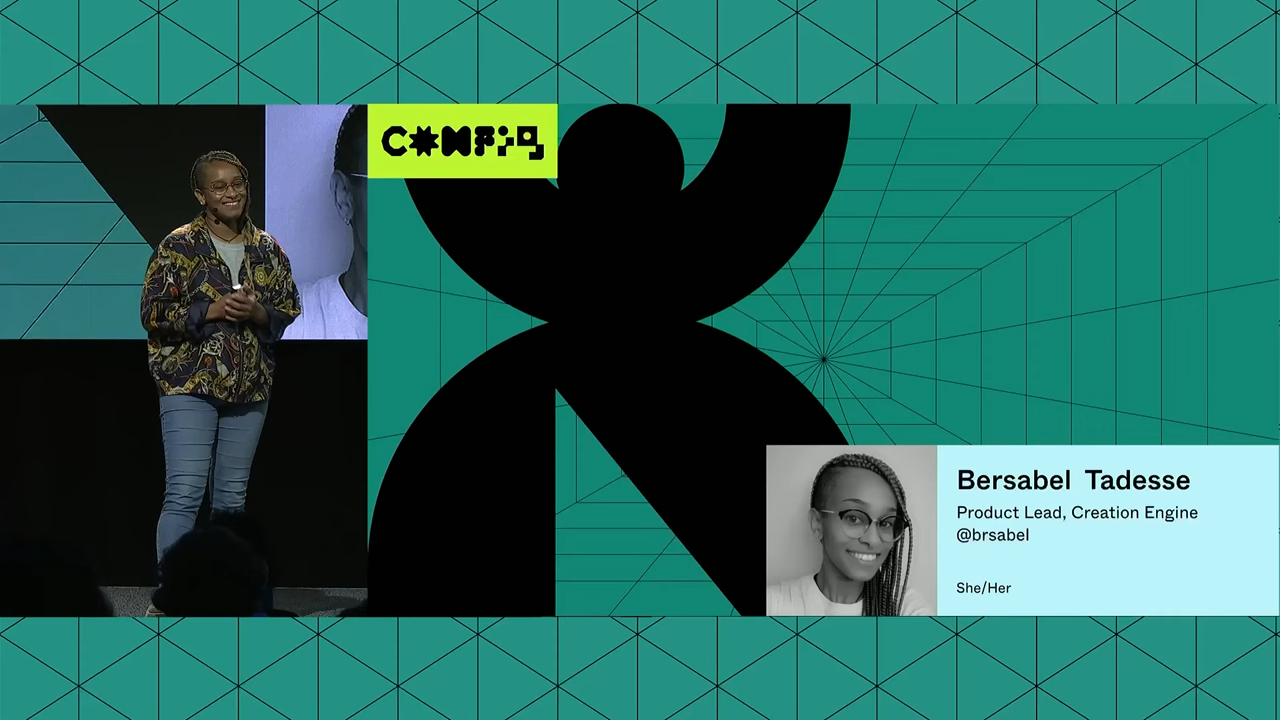 CONFIG
Bersabel Tadesse
Product Lead, Creation Engine
@brsabel
She/Her